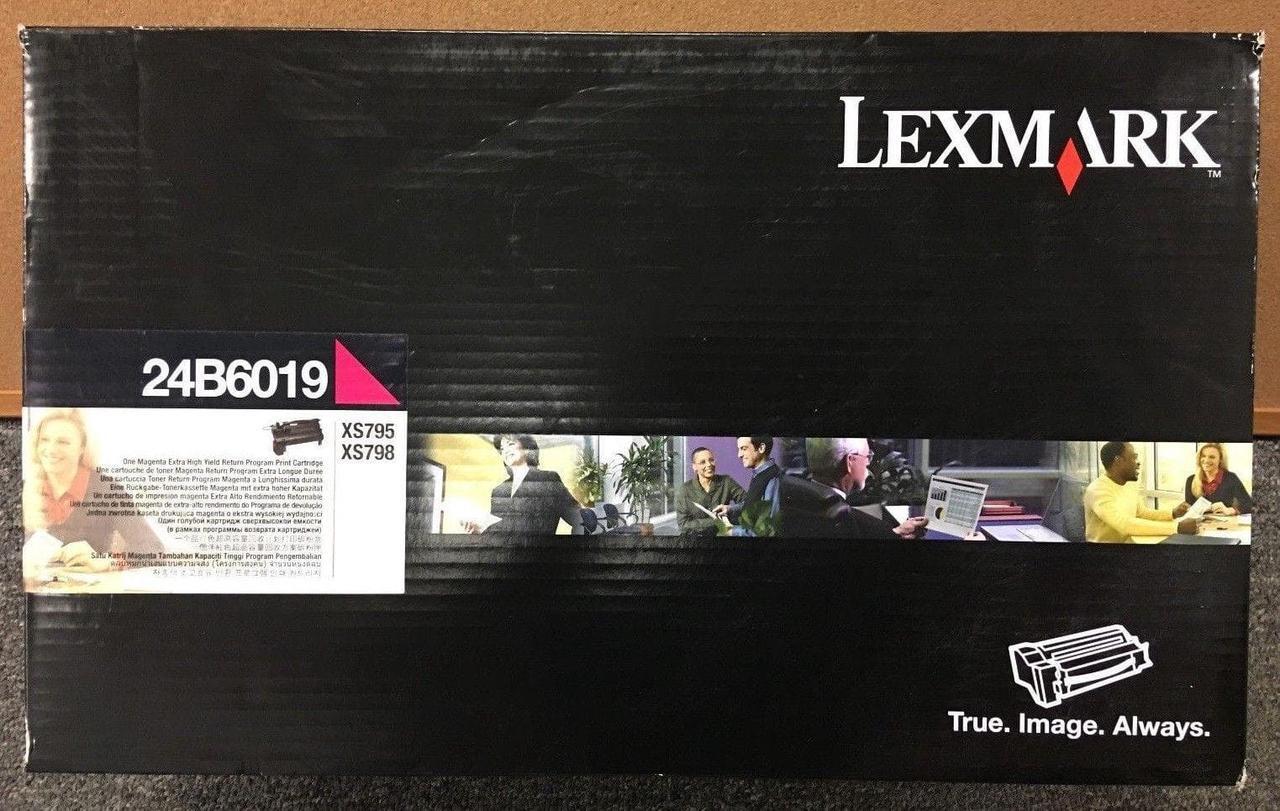 LEXMARK
TM
24B6019
XS795
XS798
One Magenta Extra High Yield Return Program Print Cartridge
Une cartouche de toner Magenta Return Program Extra Longue Durée
Una cartuccia Toner Return Program Magenta a Lunghissima durata
Eine Rückgabe-Tonerkassette Magenta mit extra hoher Kapazität
Un cartucho de impresión magenta Extra Alto Rendimiento Retornable
Um cartucho de tinta magenta de extra-alto rendimento do Programa de devolução
Jedna zwrotna kaseta drukująca magenta o ekstra wysokiej wydajności
Один голубой картридж сверхвысокой емкости
(в рамках программы возврата картриджей)
Satu Katrij Magenta Tambahan Kapaciti Tinggi Program Pengembalian
True. Image. Always.